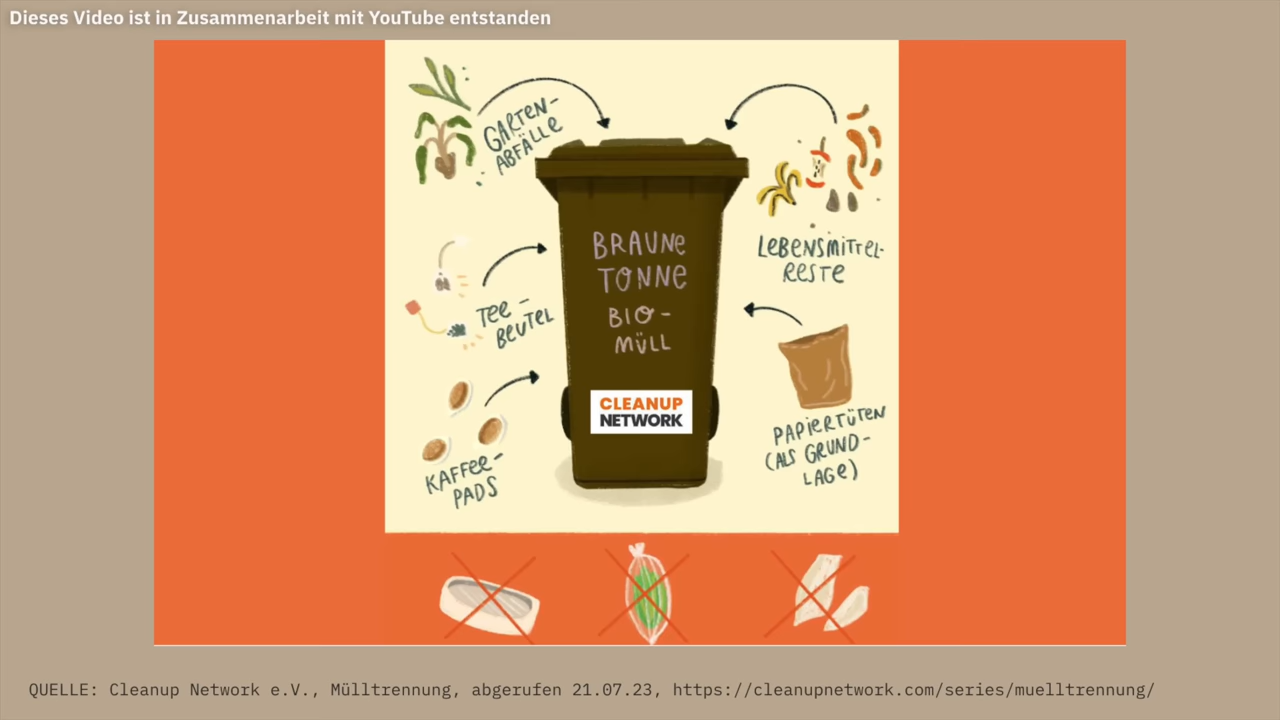 Dieses Video ist in Zusammenarbeit mit YouTube entstanden
GARTEN-
ABFÄLLE
BRAUNE
TONNE
BIO-
MÜLL
CLEANUP
NETWORK
LEBENSMITTEL-
RESTE
TEE-
BEUTEL
KAFFEE-
PADS
PAPIERTÜTEN
(ALS GRUND-
LAGE)
QUELLE: Cleanup Network e.V., Mülltrennung, abgerufen 21.07.23, https://cleanupnetwork.com/series/muelltrennung/